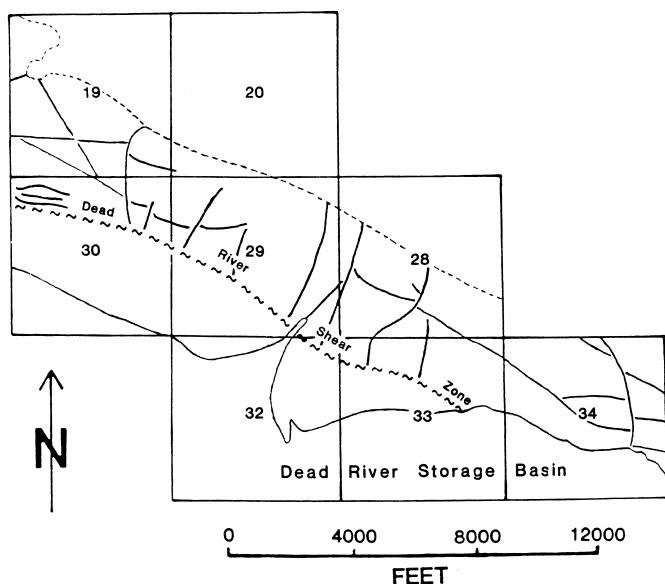 19
20
Dead
30
River
29
28
Shear
Zone
32
33
34
N
Dead River Storage Basin
0 4000 8000 12000
FEET